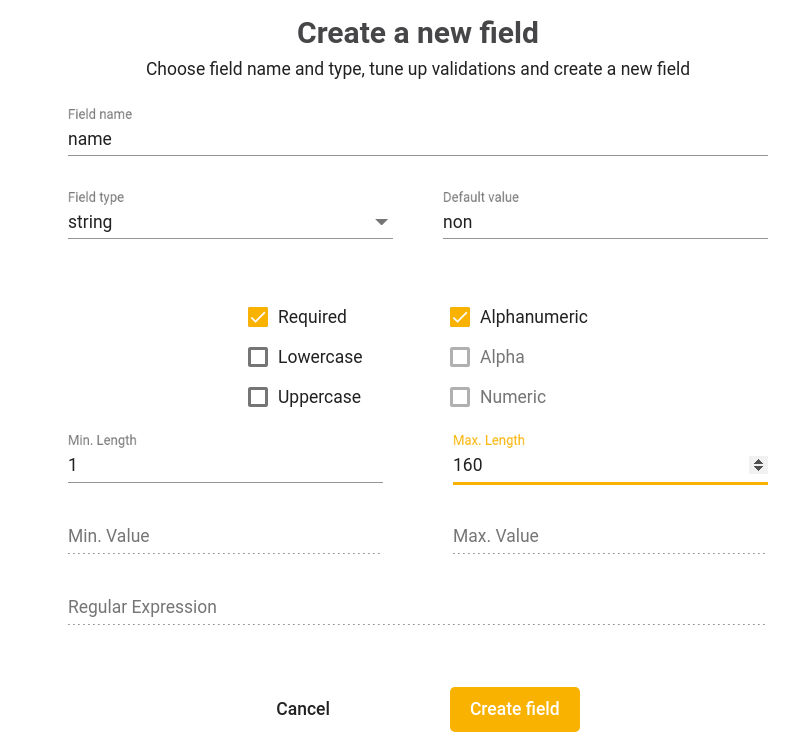 Create a new field
Choose field name and type, tune up validations and create a new field
Field name
name
Field type
Default value
string
non
Required
Alphanumeric
Lowercase
Alpha
Uppercase
Numeric
Min. Length
Max. Length
1
160
Min. Value
Max. Value
Regular Expression
Cancel
Create field